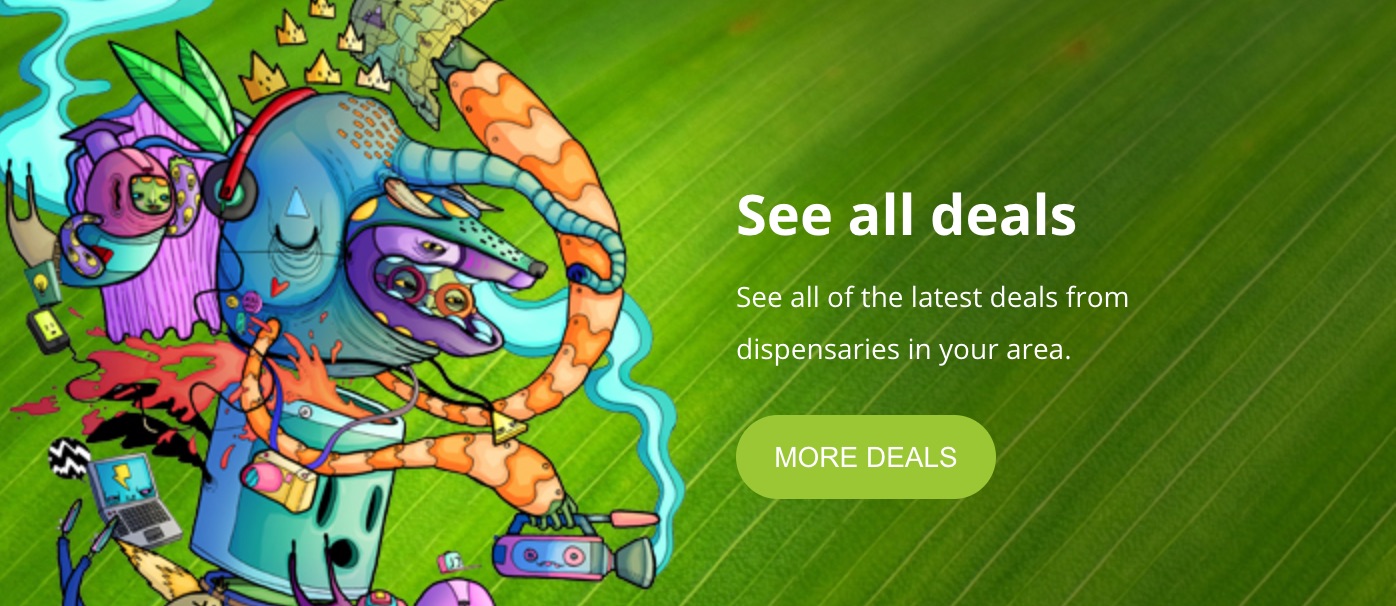 See all deals
See all of the latest deals from
dispensaries in your area.
MORE DEALS